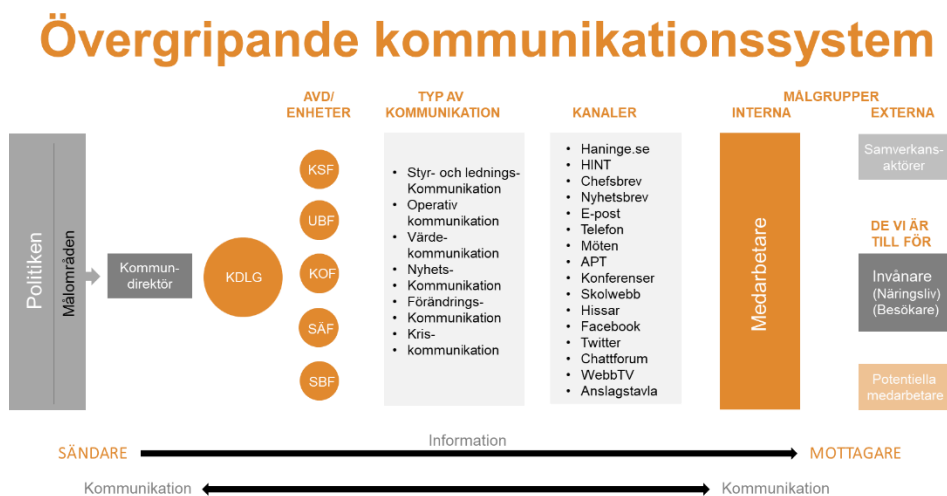 Övergripande kommunikationssystem
AVD/
ENHETER
TYP AV
KOMMUNIKATION
KANALER
MÅLGRUPPER
INTERNA
EXTERNA
Politiken
Målområden
Kommun-
direktör
KDLG
KSF
UBF
KOF
SÄF
SBF
• Styr- och lednings-
Kommunikation
• Operativ
kommunikation
• Värde-
kommunikation
• Nyhets-
• Kommunikation
• Förändrings-
• Kommunikation
• Kris-
• kommunikation
• Haninge.se
• HINT
• Chefsbrev
• Nyhetsbrev
• E-post
• Telefon
• Möten
• APT
• Konferenser
• Skolwebb
• Hissar
• Facebook
• Twitter
• Chattforum
• WebbTV
• Anslagstavla
Medarbetare
Samverkans-
aktörer
DE VI ÄR
TILL FÖR
Invånare
(Näringsliv)
(Besökare)
Potentiella
medarbetare
SÄNDARE
Information
MOTTAGARE
Kommunikation
Kommunikation